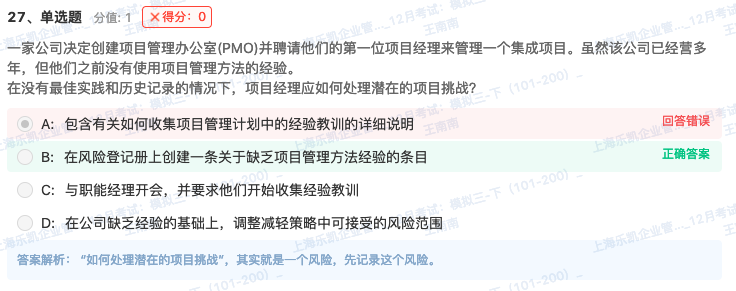 27、单选题 分值: 1 ✕得分：0
一家公司决定创建项目管理办公室(PMO)并聘请他们的第一位项目经理来管理一个集成项目。虽然该公司已经营多
年，但他们之前没有使用项目管理方法的经验。
在没有最佳实践和历史记录的情况下，项目经理应如何处理潜在的项目挑战?
A: 包含有关如何收集项目管理计划中的经验教训的详细说明 回答错误
B: 在风险登记册上创建一条关于缺乏项目管理方法经验的条目 正确答案
C: 与职能经理开会，并要求他们开始收集经验教训
D: 在公司缺乏经验的基础上，调整减轻策略中可接受的风险范围
答案解析： “如何处理潜在的项目挑战”，其实就是一个风险，先记录这个风险。
上海乐凯企业管..._12月考试：模拟三-下（101-200）_
王南南